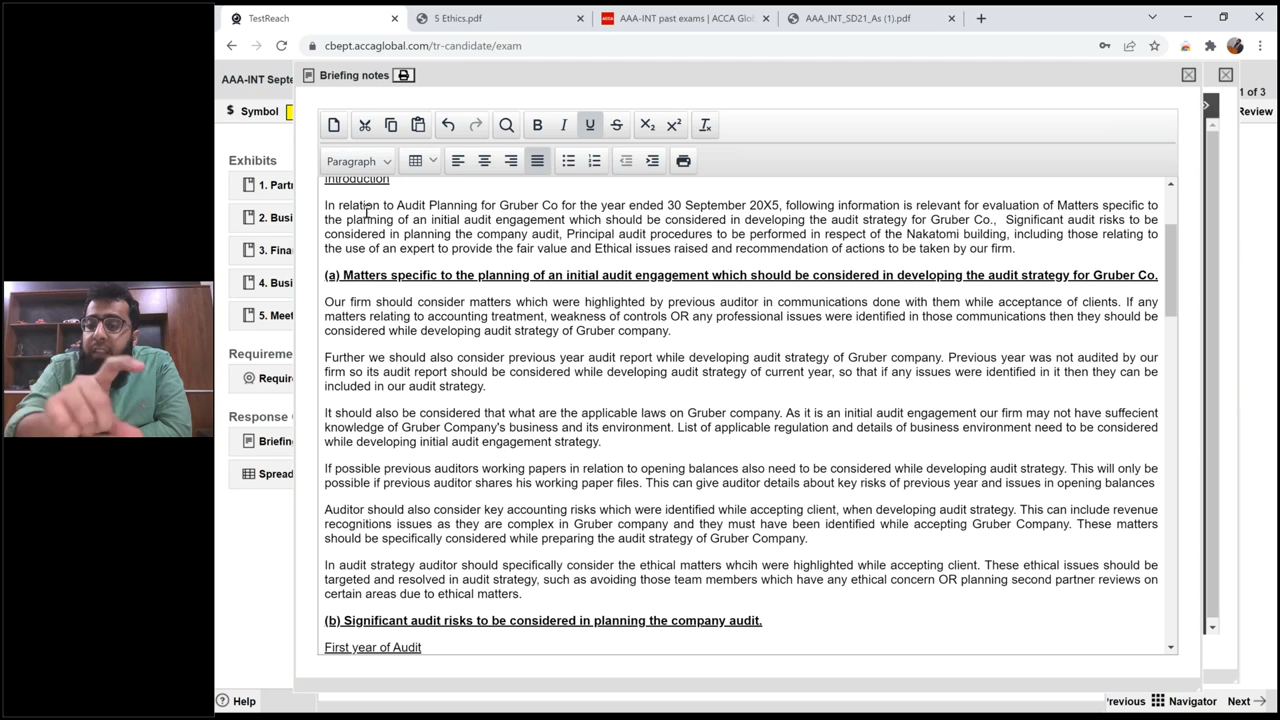 TestReach
5 Ethics.pdf
AAA-INT past exams | ACCA Glo
AAA_INT_SD21_As (1).pdf
cbept.accaglobal.com/tr-candidate/exam
AAA-INT Septe
Briefing notes
1 of 3
$ Symbol
Review
Exhibits
1. Partn
2. Busi
3. Finan
4. Busi
5. Meet
Requireme
Require
Response O
Briefin
Spread
Paragraph
Introduction
In relation to Audit Planning for Gruber Co for the year ended 30 September 20X5, following information is relevant for evaluation of Matters specific to
the planning of an initial audit engagement which should be considered in developing the audit strategy for Gruber Co., Significant audit risks to be
considered in planning the company audit, Principal audit procedures to be performed in respect of the Nakatomi building, including those relating to
the use of an expert to provide the fair value and Ethical issues raised and recommendation of actions to be taken by our firm.
(a) Matters specific to the planning of an initial audit engagement which should be considered in developing the audit strategy for Gruber Co.
Our firm should consider matters which were highlighted by previous auditor in communications done with them while acceptance of clients. If any
matters relating to accounting treatment, weakness of controls OR any professional issues were identified in those communications then they should be
considered while developing audit strategy of Gruber company.
Further we should also consider previous year audit report while developing audit strategy of Gruber company. Previous year was not audited by our
firm so its audit report should be considered while developing audit strategy of current year, so that if any issues were identified in it then they can be
included in our audit strategy.
It should also be considered that what are the applicable laws on Gruber company. As it is an initial audit engagement our firm may not have suffecient
knowledge of Gruber Company's business and its environment. List of applicable regulation and details of business environment need to be considered
while developing initial audit engagement strategy.
If possible previous auditors working papers in relation to opening balances also need to be considered while developing audit strategy. This will only be
possible if previous auditor shares his working paper files. This can give auditor details about key risks of previous year and issues in opening balances
Auditor should also consider key accounting risks which were identified while accepting client, when developing audit strategy. This can include revenue
recognitions issues as they are complex in Gruber company and they must have been identified while accepting Gruber Company. These matters
should be specifically considered while preparing the audit strategy of Gruber Company.
In audit strategy auditor should specifically consider the ethical matters whcih were highlighted while accepting client. These ethical issues should be
targeted and resolved in audit strategy, such as avoiding those team members which have any ethical concern OR planning second partner reviews on
certain areas due to ethical matters.
(b) Significant audit risks to be considered in planning the company audit.
First year of Audit
Help
revious
Navigator
Next